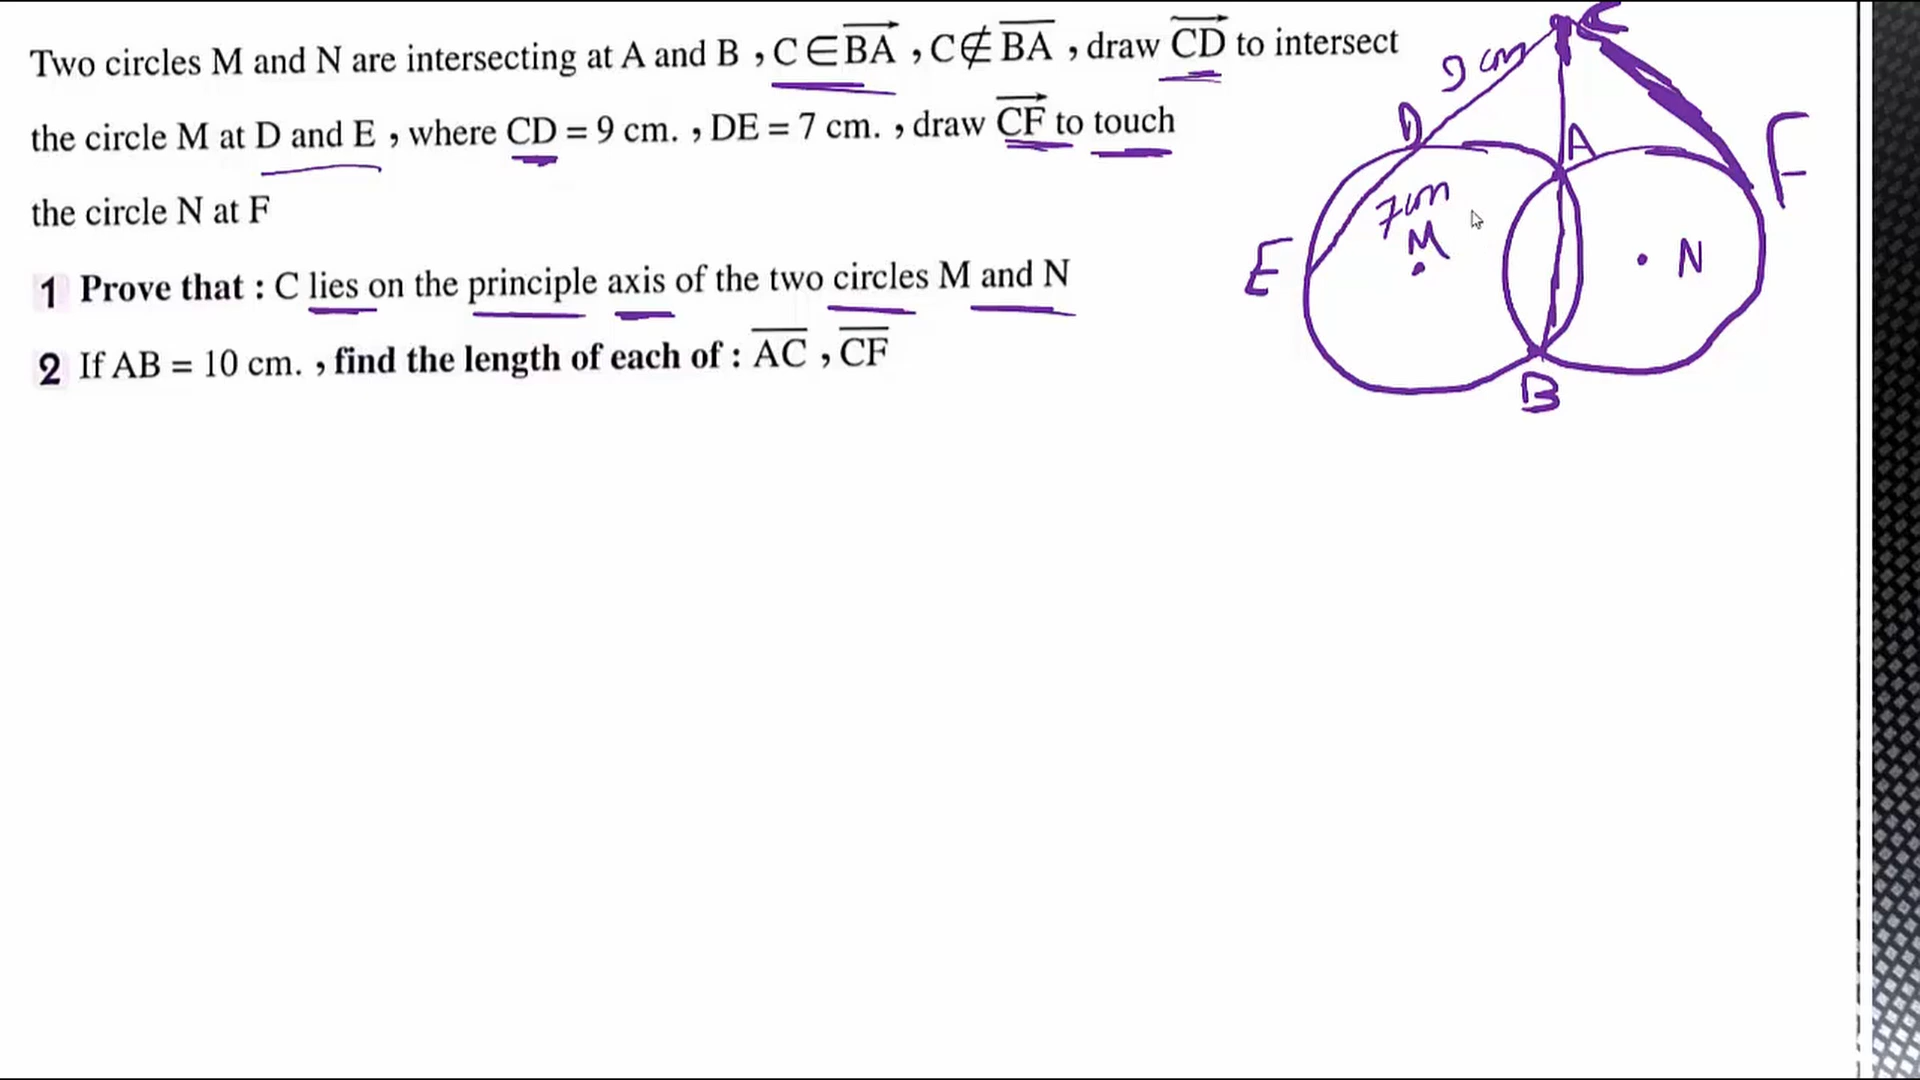 Two circles M and N are intersecting at A and B , C ∈ BA , C ∉ BA , draw CD to intersect
the circle M at D and E , where CD = 9 cm. , DE = 7 cm. , draw CF to touch
the circle N at F
1 Prove that : C lies on the principle axis of the two circles M and N
2 If AB = 10 cm. , find the length of each of : AC , CF
C
9 cm
D
A
F
7cm
M
E
N
B